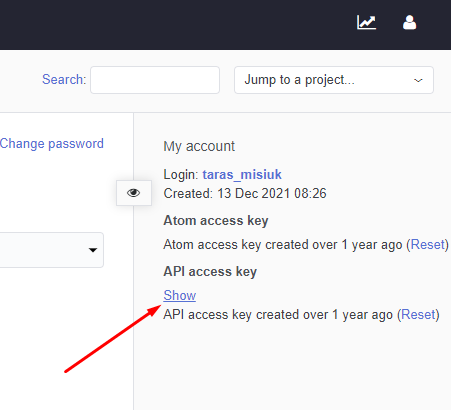 Search:
Jump to a project...
Change password
My account
Login: taras_misiuk
Created: 13 Dec 2021 08:26
Atom access key
Atom access key created over 1 year ago (Reset)
API access key
Show
API access key created over 1 year ago (Reset)